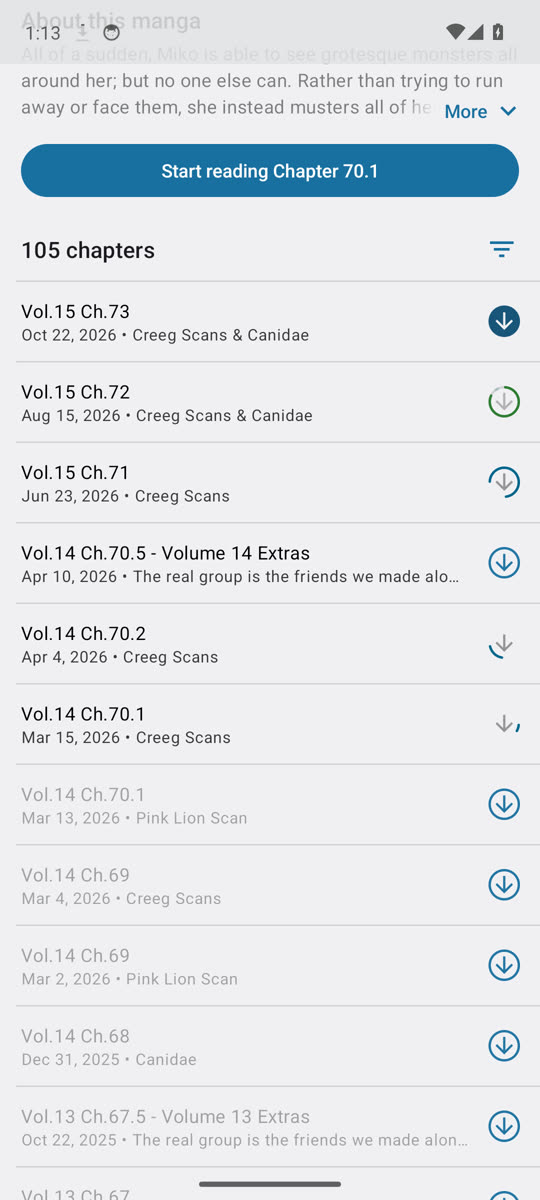 About this manga
1:13
All of a sudden, Miko is able to see grotesque monsters all
around her; but no one else can. Rather than trying to run
away or face them, she instead musters all of he
More
Start reading Chapter 70.1
105 chapters
Vol.15 Ch.73
Oct 22, 2026 • Creeg Scans & Canidae
Vol.15 Ch.72
Aug 15, 2026 • Creeg Scans & Canidae
Vol.15 Ch.71
Jun 23, 2026 • Creeg Scans
Vol.14 Ch.70.5 - Volume 14 Extras
Apr 10, 2026 • The real group is the friends we made alo...
Vol.14 Ch.70.2
Apr 4, 2026 • Creeg Scans
Vol.14 Ch.70.1
Mar 15, 2026 • Creeg Scans
Vol.14 Ch.70.1
Mar 13, 2026 • Pink Lion Scan
Vol.14 Ch.69
Mar 4, 2026 • Creeg Scans
Vol.14 Ch.69
Mar 2, 2026 • Pink Lion Scan
Vol.14 Ch.68
Dec 31, 2025 • Canidae
Vol.13 Ch.67.5 - Volume 13 Extras
Oct 22, 2025 • The real group is the friends we made alon...
Vol.13 Ch.67